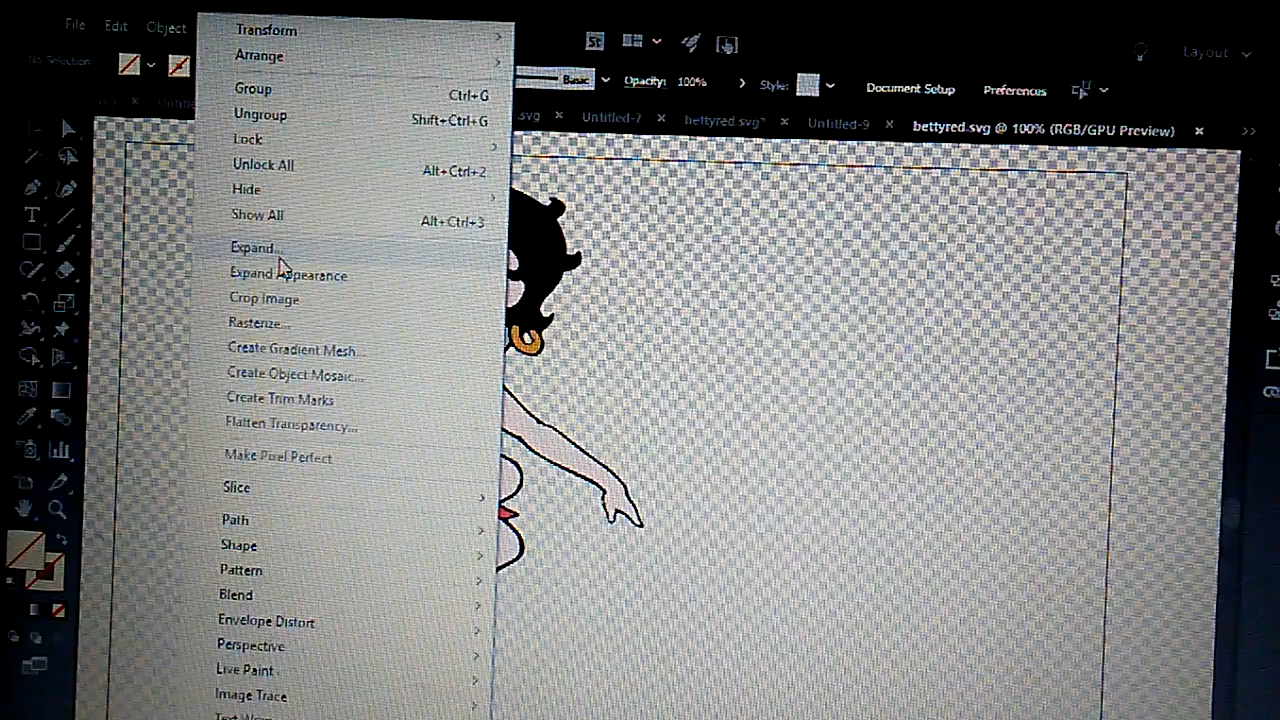 File Edit Object
Transform
Arrange
Group Ctrl+G
Ungroup Shift+Ctrl+G
Lock
Unlock All Alt+Ctrl+2
Hide
Show All Alt+Ctrl+3
Expand...
Expand Appearance
Crop Image
Rasterize...
Create Gradient Mesh...
Create Object Mosaic...
Create Trim Marks
Flatten Transparency...
Make Pixel Perfect
Slice
Path
Shape
Pattern
Blend
Envelope Distort
Perspective
Live Paint
Image Trace
St
Layout
No Selection
Basic Opacity: 100% Style: Document Setup Preferences
.svg × Untitled-7 × bettyred.svg* × Untitled-9 × bettyred.svg @ 100% (RGB/GPU Preview) ×